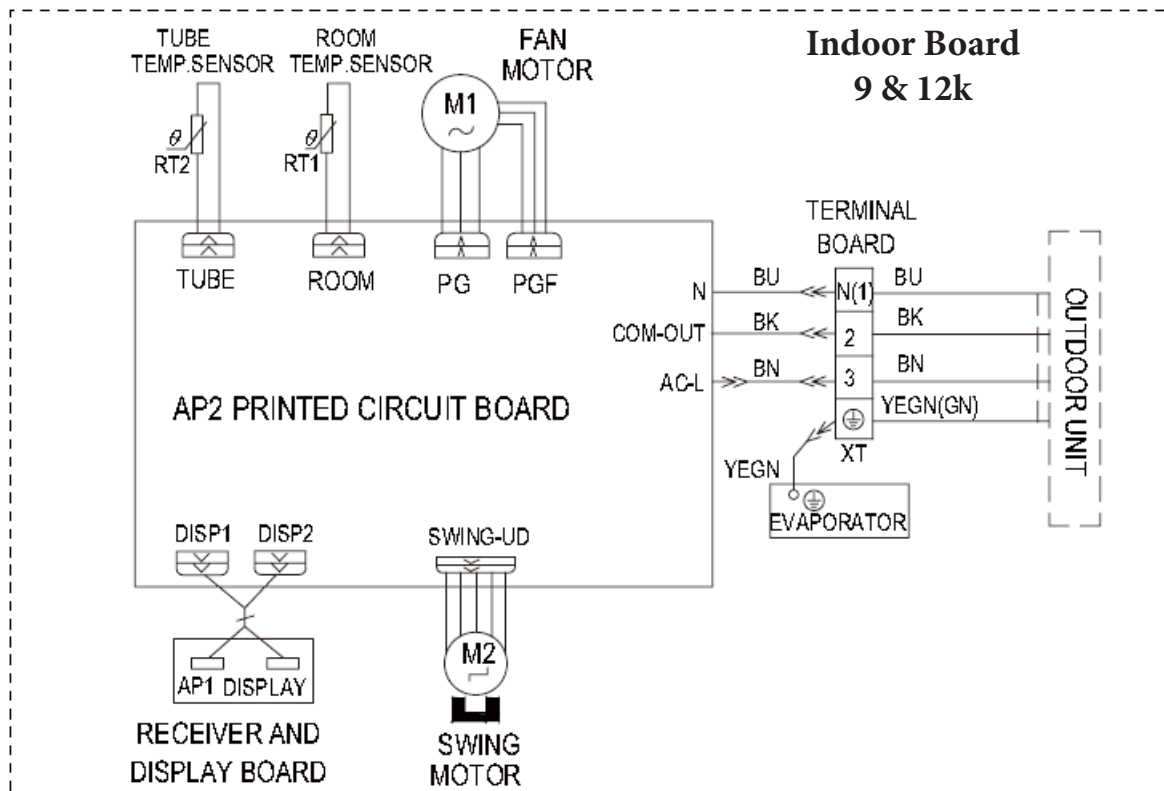 Indoor Board
9 & 12k
TUBE
TEMP.SENSOR
ROOM
TEMP.SENSOR
FAN
MOTOR
M1
θ
RT2
θ
RT1
TUBE
ROOM
PG
PGF
TERMINAL
BOARD
N
BU
N(1)
BU
COM-OUT
BK
2
BK
AC-L
BN
3
BN
YEGN(GN)
XT
YEGN
EVAPORATOR
OUTDOOR UNIT
AP2 PRINTED CIRCUIT BOARD
DISP1
DISP2
SWING-UD
M2
AP1
DISPLAY
RECEIVER AND
DISPLAY BOARD
SWING
MOTOR